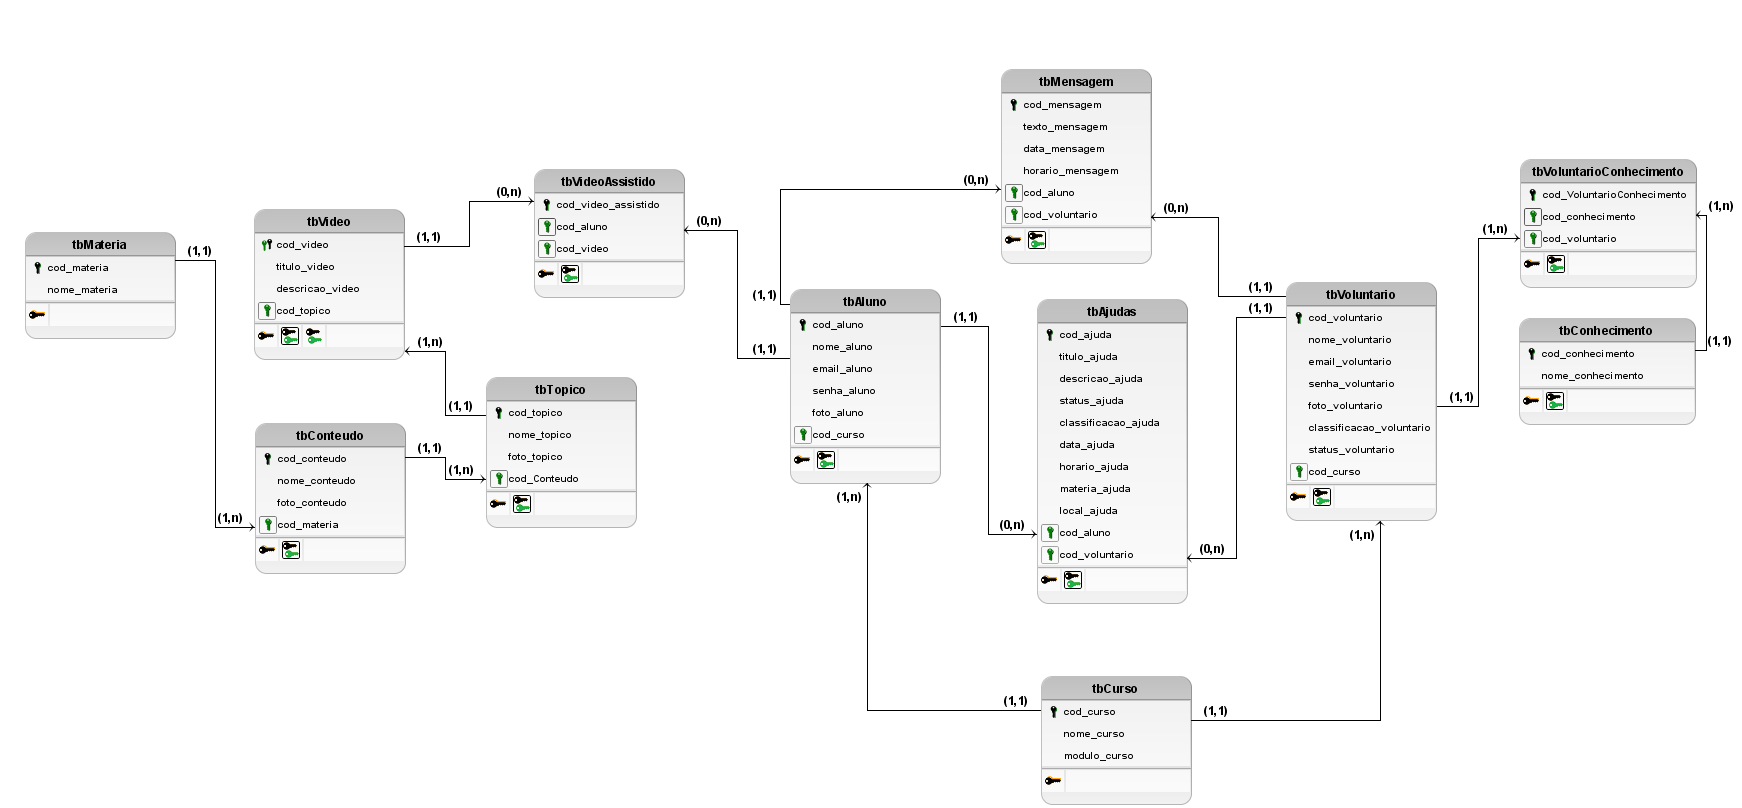 tbMateria
cod_materia
nome_materia
(1,1)
(1,n)
tbVideo
cod_video
titulo_video
descricao_video
cod_topico
(1,1)
(0,n)
(1,n)
tbConteudo
cod_conteudo
nome_conteudo
foto_conteudo
cod_materia
(1,1)
(1,n)
tbTopico
cod_topico
nome_topico
foto_topico
cod_Conteudo
(1,1)
tbVideoAssistido
cod_video_assistido
cod_aluno
cod_video
(0,n)
(1,1)
(1,1)
(0,n)
tbAluno
cod_aluno
nome_aluno
email_aluno
senha_aluno
foto_aluno
cod_curso
(1,1)
(0,n)
(1,n)
tbMensagem
cod_mensagem
texto_mensagem
data_mensagem
horario_mensagem
cod_aluno
cod_voluntario
(0,n)
(1,1)
(1,1)
tbAjudas
cod_ajuda
titulo_ajuda
descricao_ajuda
status_ajuda
classificacao_ajuda
data_ajuda
horario_ajuda
materia_ajuda
local_ajuda
cod_aluno
cod_voluntario
(0,n)
tbVoluntario
cod_voluntario
nome_voluntario
email_voluntario
senha_voluntario
foto_voluntario
classificacao_voluntario
status_voluntario
cod_curso
(1,1)
(1,n)
(1,n)
tbVoluntarioConhecimento
cod_VoluntarioConhecimento
cod_conhecimento
cod_voluntario
(1,n)
tbConhecimento
cod_conhecimento
nome_conhecimento
(1,1)
tbCurso
cod_curso
nome_curso
modulo_curso
(1,1)
(1,1)